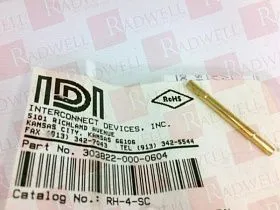 IDI
RoHS
INTERCONNECT DEVICES, INC.
5101 RICHLAND AVENUE
KANSAS CITY, KANSAS 66106
FAX (913) 342-7043 TEL (913) 342-5544
Part No. 303822-000-0604
Catalog No.: RH-4-SC
RADWELL